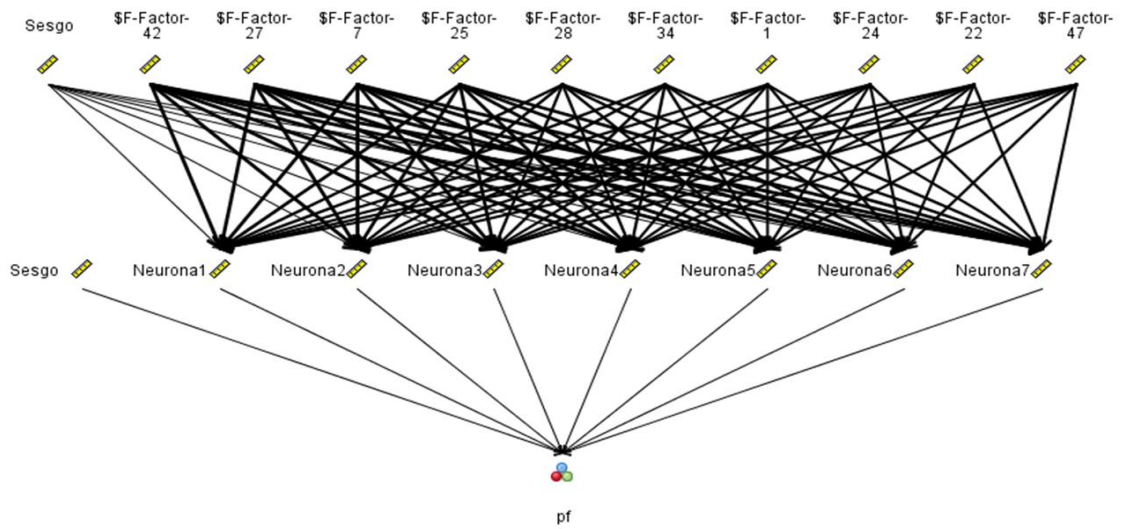 Sesgo
$F-Factor-
42
$F-Factor-
27
$F-Factor-
7
$F-Factor-
25
$F-Factor-
28
$F-Factor-
34
$F-Factor-
1
$F-Factor-
24
$F-Factor-
22
$F-Factor-
47
Sesgo
Neurona1
Neurona2
Neurona3
Neurona4
Neurona5
Neurona6
Neurona7
pf